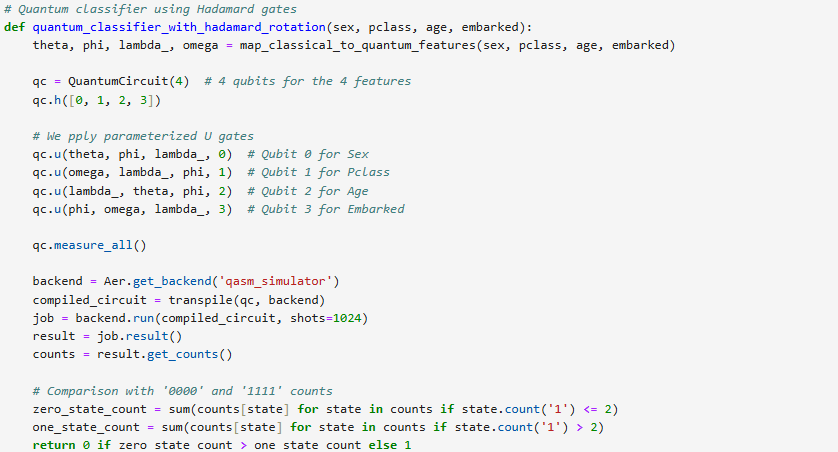 # Quantum classifier using Hadamard gates
def quantum_classifier_with_hadamard_rotation(sex, pclass, age, embarked):
    theta, phi, lambda_, omega = map_classical_to_quantum_features(sex, pclass, age, embarked)
    qc = QuantumCircuit(4)  # 4 qubits for the 4 features
    qc.h([0, 1, 2, 3])
    # We pply parameterized U gates
    qc.u(theta, phi, lambda_, 0)  # Qubit 0 for Sex
    qc.u(omega, lambda_, phi, 1)  # Qubit 1 for Pclass
    qc.u(lambda_, theta, phi, 2)  # Qubit 2 for Age
    qc.u(phi, omega, lambda_, 3)  # Qubit 3 for Embarked
    qc.measure_all()
    backend = Aer.get_backend('qasm_simulator')
    compiled_circuit = transpile(qc, backend)
    job = backend.run(compiled_circuit, shots=1024)
    result = job.result()
    counts = result.get_counts()
    # Comparison with '0000' and '1111' counts
    zero_state_count = sum(counts[state] for state in counts if state.count('1') <= 2)
    one_state_count = sum(counts[state] for state in counts if state.count('1') > 2)
    return 0 if zero_state_count > one_state_count else 1